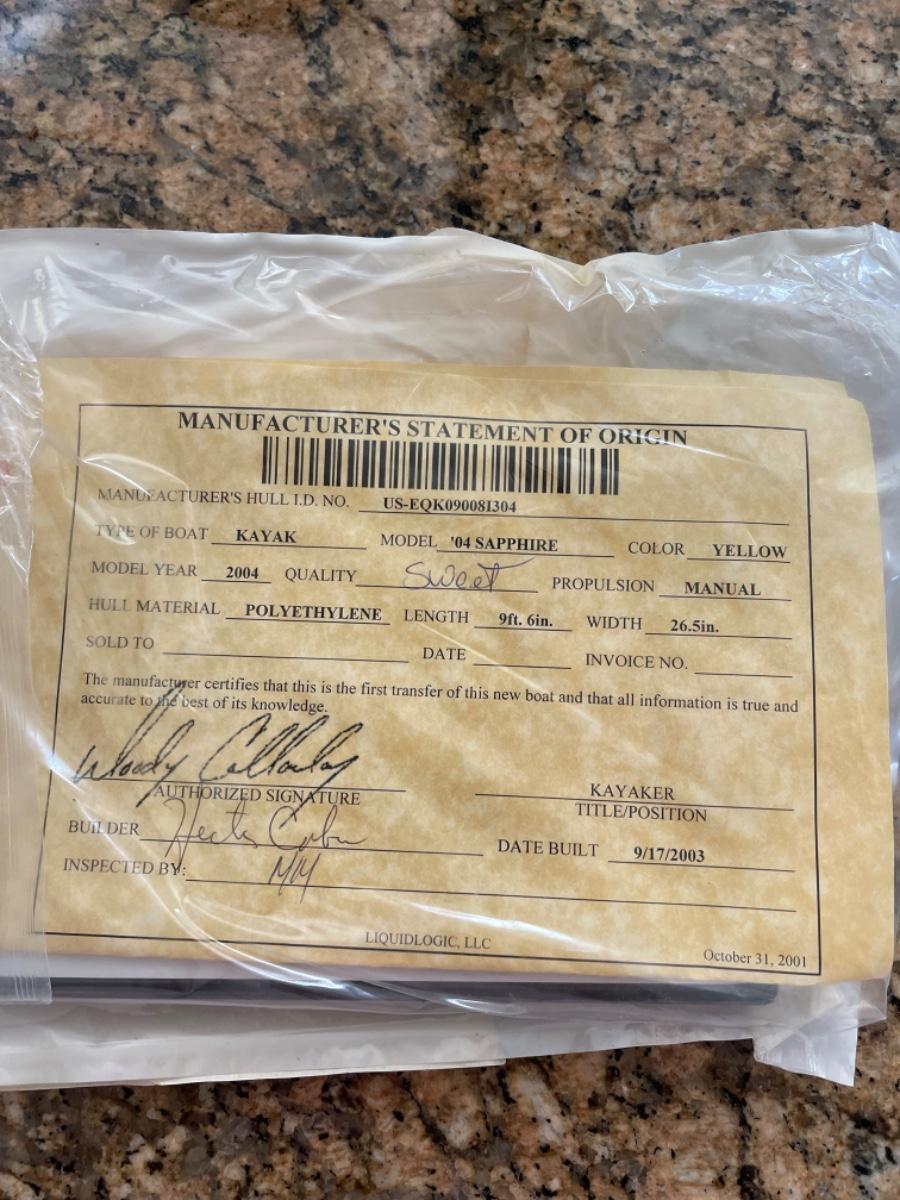 MANUFACTURER'S STATEMENT OF ORIGIN
MANUFACTURER'S HULL I.D. NO. US-EQK09008I304
TYPE OF BOAT KAYAK MODEL '04 SAPPHIRE COLOR YELLOW
MODEL YEAR 2004 QUALITY Sweet PROPULSION MANUAL
HULL MATERIAL POLYETHYLENE LENGTH 9ft. 6in. WIDTH 26.5in.
SOLD TO DATE INVOICE NO.
The manufacturer certifies that this is the first transfer of this new boat and that all information is true and
accurate to the best of its knowledge.
Woody Callaway
KAYAKER
AUTHORIZED SIGNATURE TITLE/POSITION
BUILDER DATE BUILT 9/17/2003
INSPECTED BY: MM
LIQUIDLOGIC, LLC
October 31, 2001